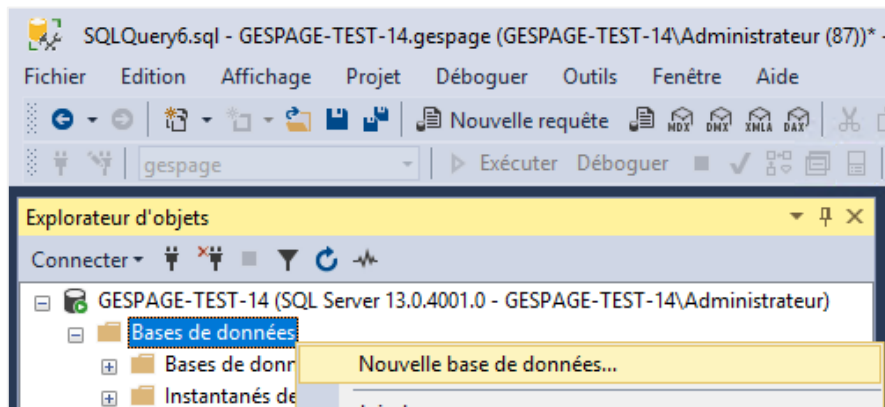 SQLQuery6.sql - GESPAGE-TEST-14.gespage (GESPAGE-TEST-14\Administrateur (87))* -
Fichier Edition Affichage Projet Déboguer Outils Fenêtre Aide
Nouvelle requête MDX DMX XMLA DAX
gespage Exécuter Déboguer
Explorateur d'objets
Connecter
GESPAGE-TEST-14 (SQL Server 13.0.4001.0 - GESPAGE-TEST-14\Administrateur)
Bases de données
Bases de donn
Nouvelle base de données...
Instantanés de